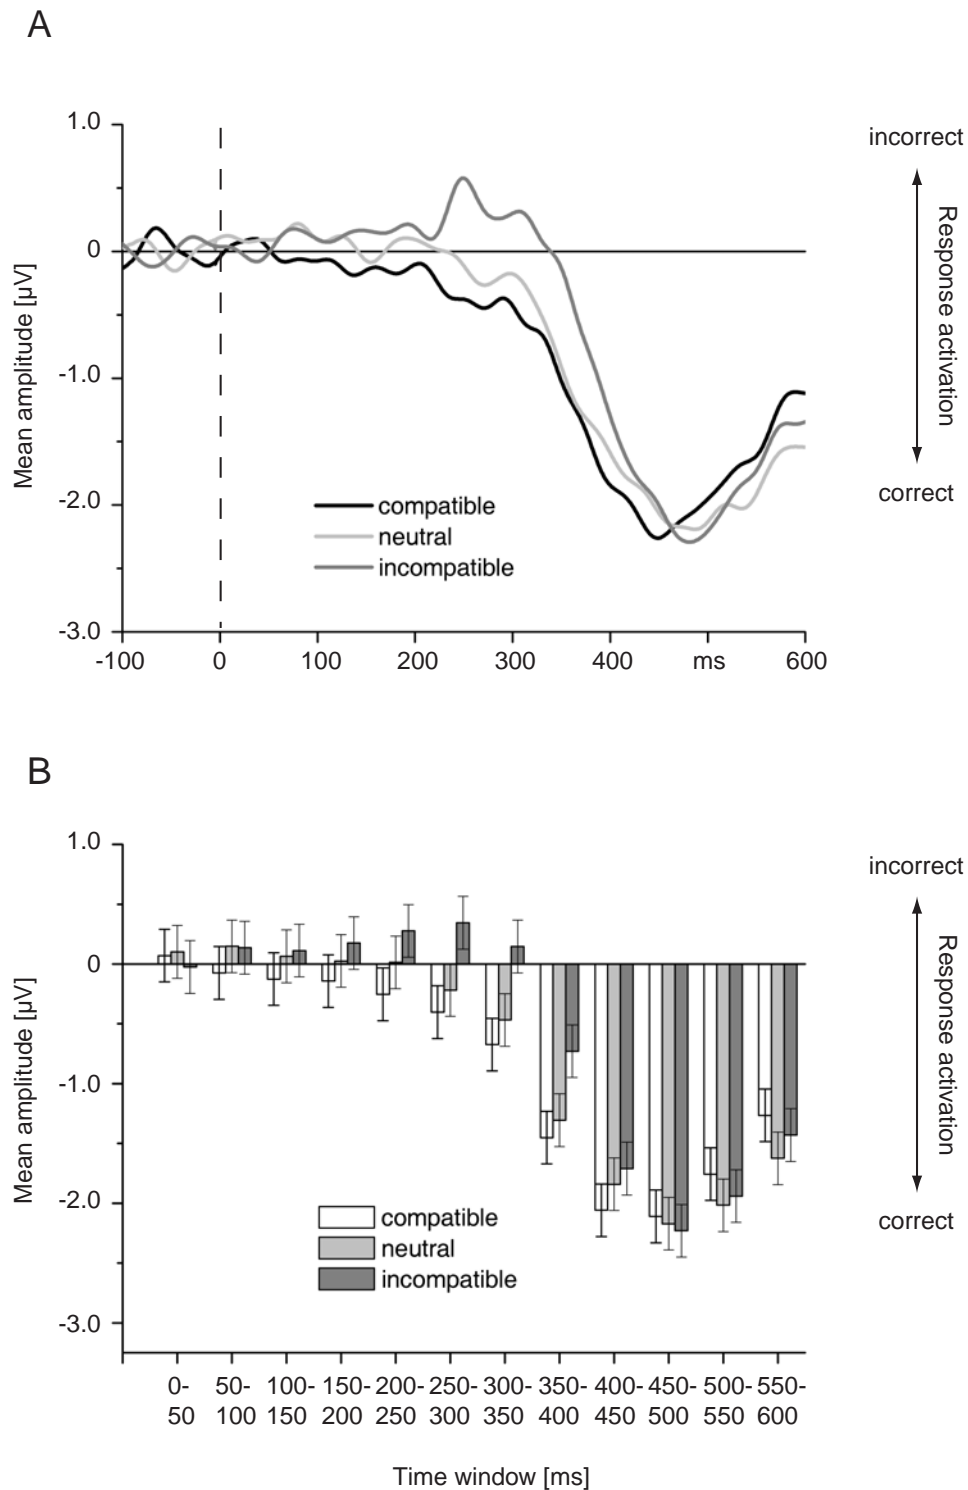 A
1.0
0
-1.0
-2.0
-3.0
Mean amplitude [µV]
-100 0 100 200 300 400 ms 600
compatible
neutral
incompatible
incorrect
Response activation
correct
B
1.0
0
-1.0
-2.0
-3.0
Mean amplitude [µV]
compatible
neutral
incompatible
incorrect
Response activation
correct
0- 50- 100- 150- 200- 250- 300- 350- 400- 450- 500- 550-
50 100 150 200 250 300 350 400 450 500 550 600
Time window [ms]